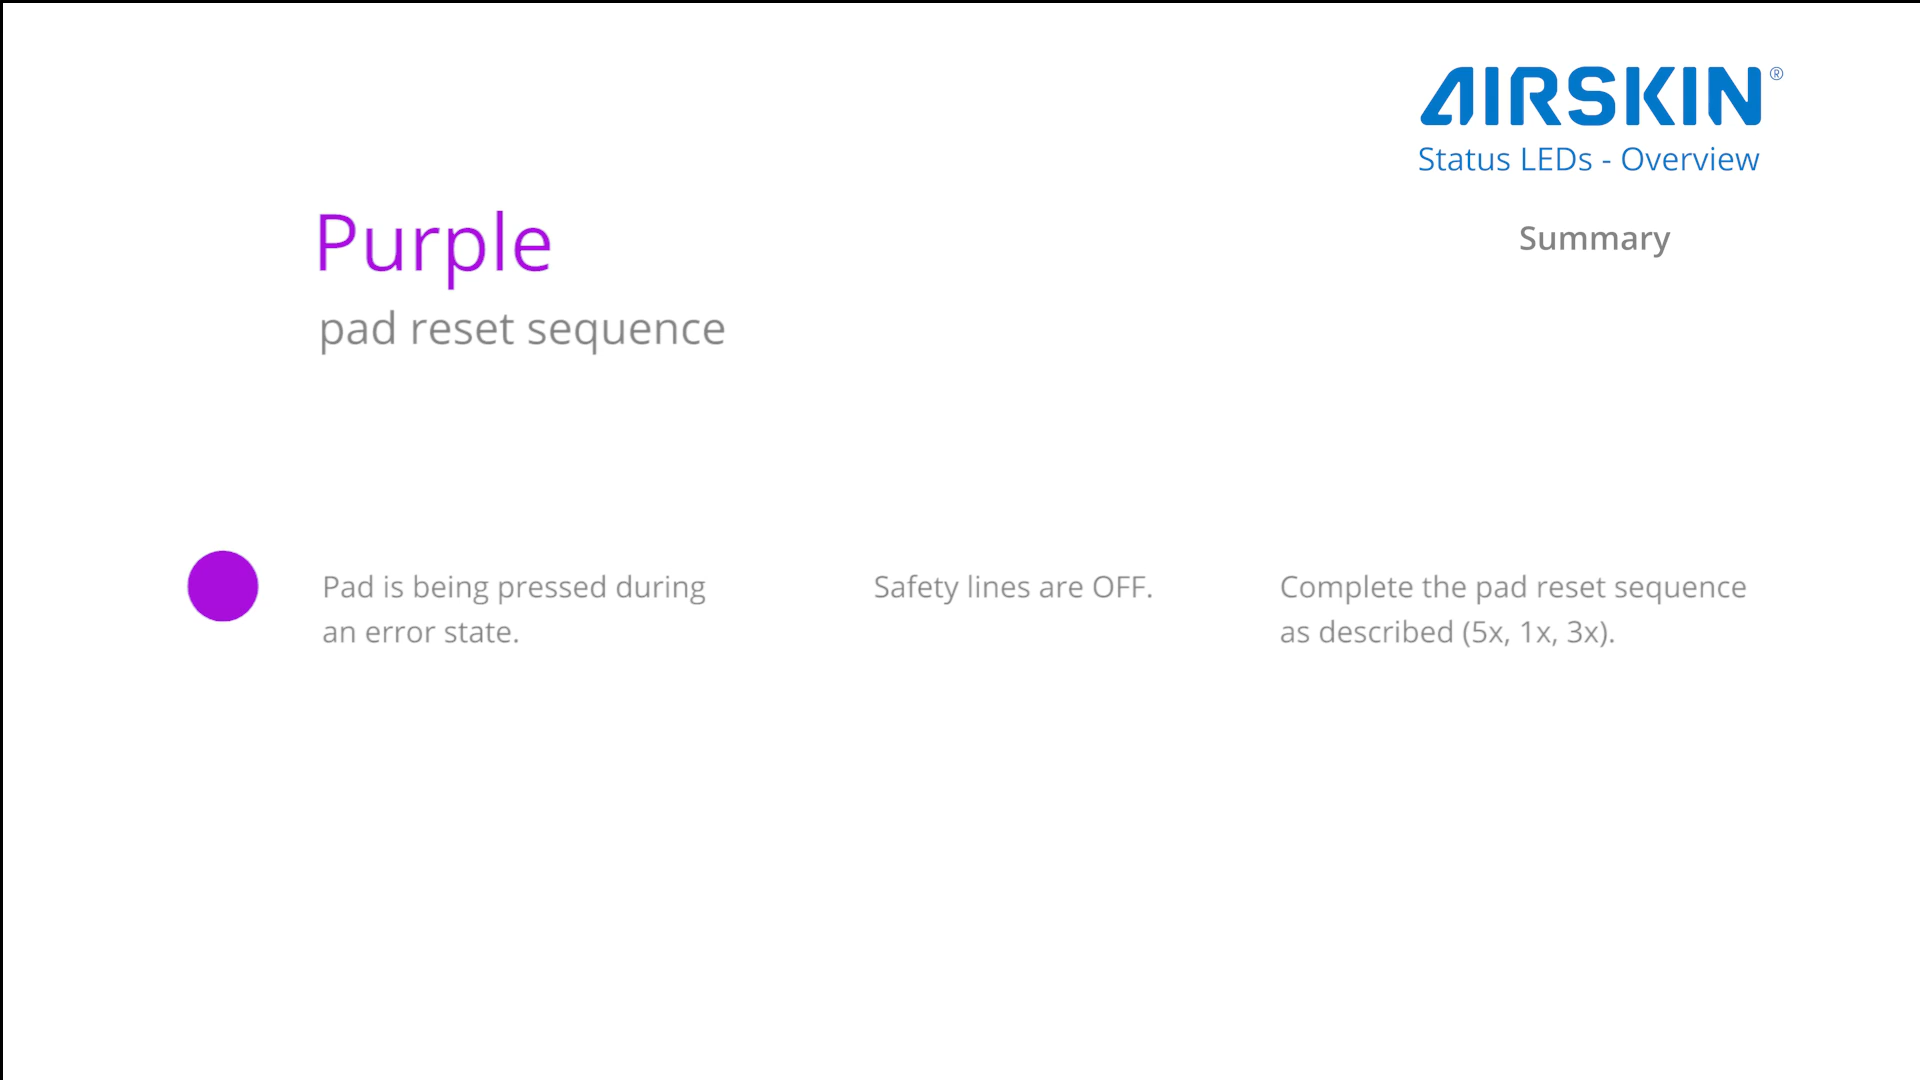 AIRSKIN®
Status LEDs - Overview
Summary
Purple
pad reset sequence
Pad is being pressed during
an error state.
Safety lines are OFF.
Complete the pad reset sequence
as described (5x, 1x, 3x).